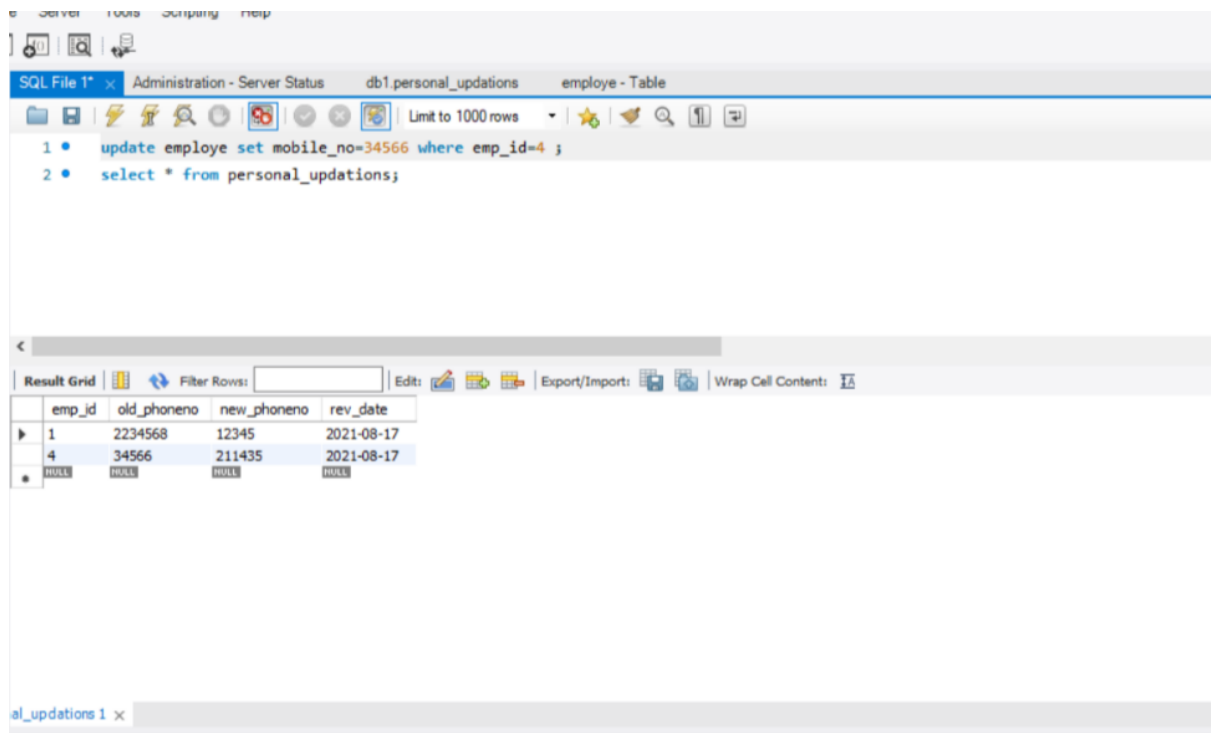 Server Tools Scripting Help
SQL File 1* Administration - Server Status db1.personal_updations employe - Table
Limit to 1000 rows
1 update employe set mobile_no=34566 where emp_id=4 ;
2 select * from personal_updations;
Result Grid Filter Rows: Edit: Export/Import: Wrap Cell Content:
emp_id old_phoneno new_phoneno rev_date
1 2234568 12345 2021-08-17
4 34566 211435 2021-08-17
NULL NULL NULL NULL
al_updations 1